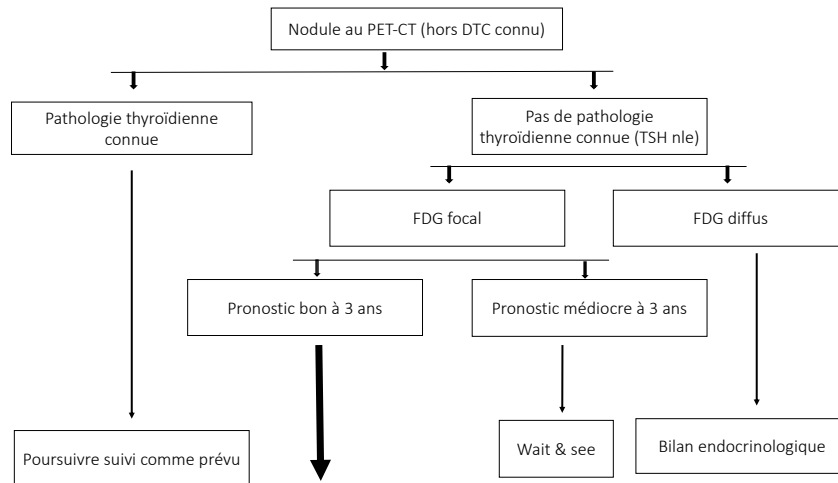 Nodule au PET-CT (hors DTC connu)
Pathologie thyroïdienne
connue
Pas de pathologie
thyroïdienne connue (TSH nle)
FDG focal
FDG diffus
Pronostic bon à 3 ans
Pronostic médiocre à 3 ans
Poursuivre suivi comme prévu
Wait & see
Bilan endocrinologique